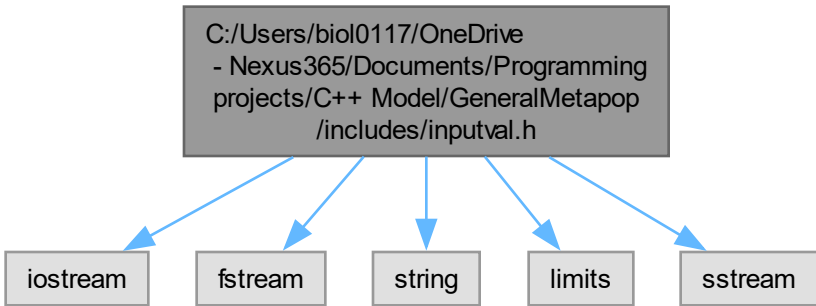 C:/Users/biol0117/OneDrive
- Nexus365/Documents/Programming
projects/C++ Model/GeneralMetapop
/includes/inputval.h
iostream
fstream
string
limits
sstream